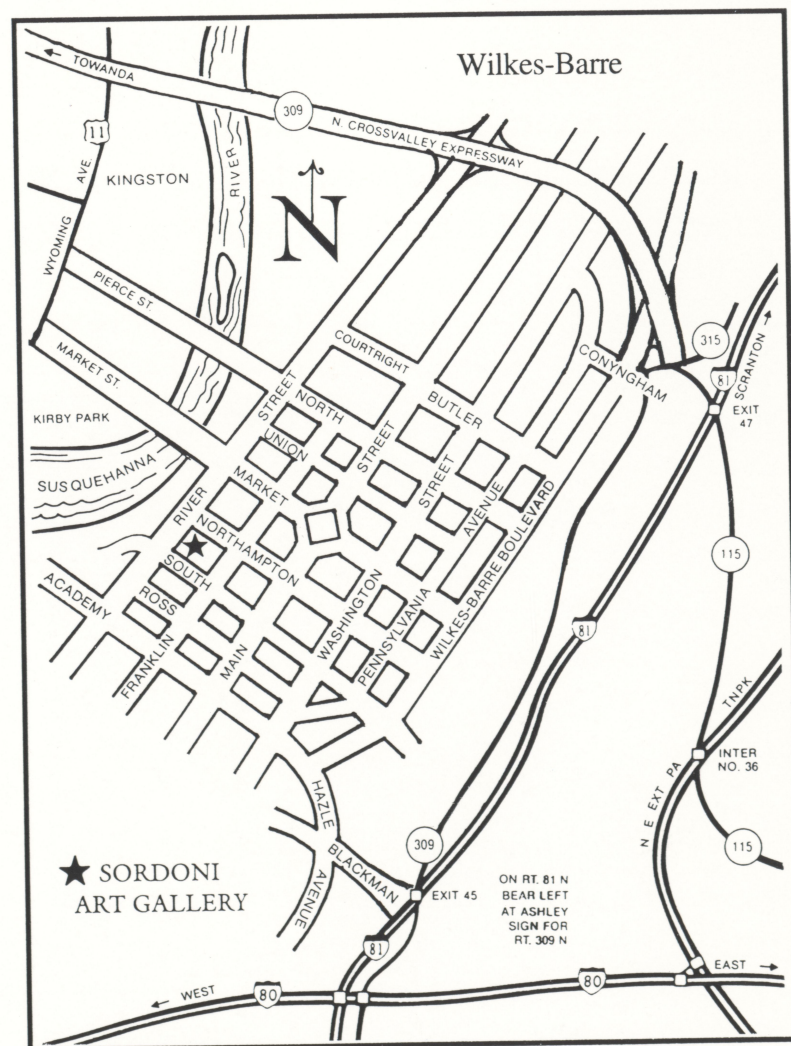 Wilkes-Barre
TOWANDA
309
N. CROSSVALLEY EXPRESSWAY
11
AVE.
WYOMING
KINGSTON
RIVER
N
PIERCE ST.
MARKET ST.
KIRBY PARK
SUSQUEHANNA
COURTRIGHT
BUTLER
CONYNGHAM
315
81
SCRANTON
EXIT
47
STREET
NORTH
UNION
MARKET
STREET
STREET
AVENUE
RIVER
NORTHAMPTON
SOUTH
ROSS
ACADEMY
FRANKLIN
MAIN
WASHINGTON
PENNSYLVANIA
WILKES-BARRE BOULEVARD
115
81
TNPK
INTER
NO. 36
N E EXT PA
115
HAZLE
AVENUE
BLACKMAN
309
EXIT 45
81
ON RT. 81 N
BEAR LEFT
AT ASHLEY
SIGN FOR
RT. 309 N
SORDONI
ART GALLERY
WEST
80
80
EAST